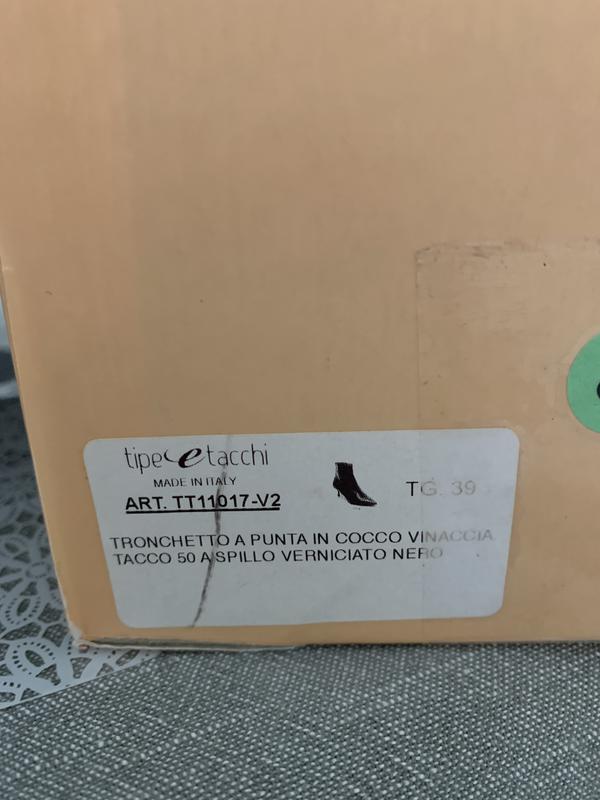 tipe e tacchi
MADE IN ITALY
ART. TT11017-V2
TG. 39
TRONCHETTO A PUNTA IN COCCO VINACCIA
TACCO 50 A SPILLO VERNICIATO NERO